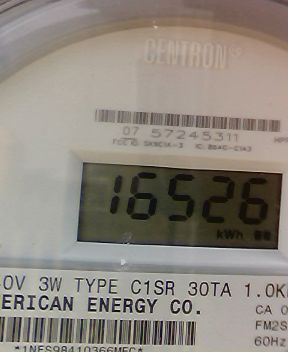 CENTRON
07 57245311
16526
kWh
0V 3W TYPE C1SR 30TA 1.0K
ERICAN ENERGY CO.
CA 0
FM2S
60Hz